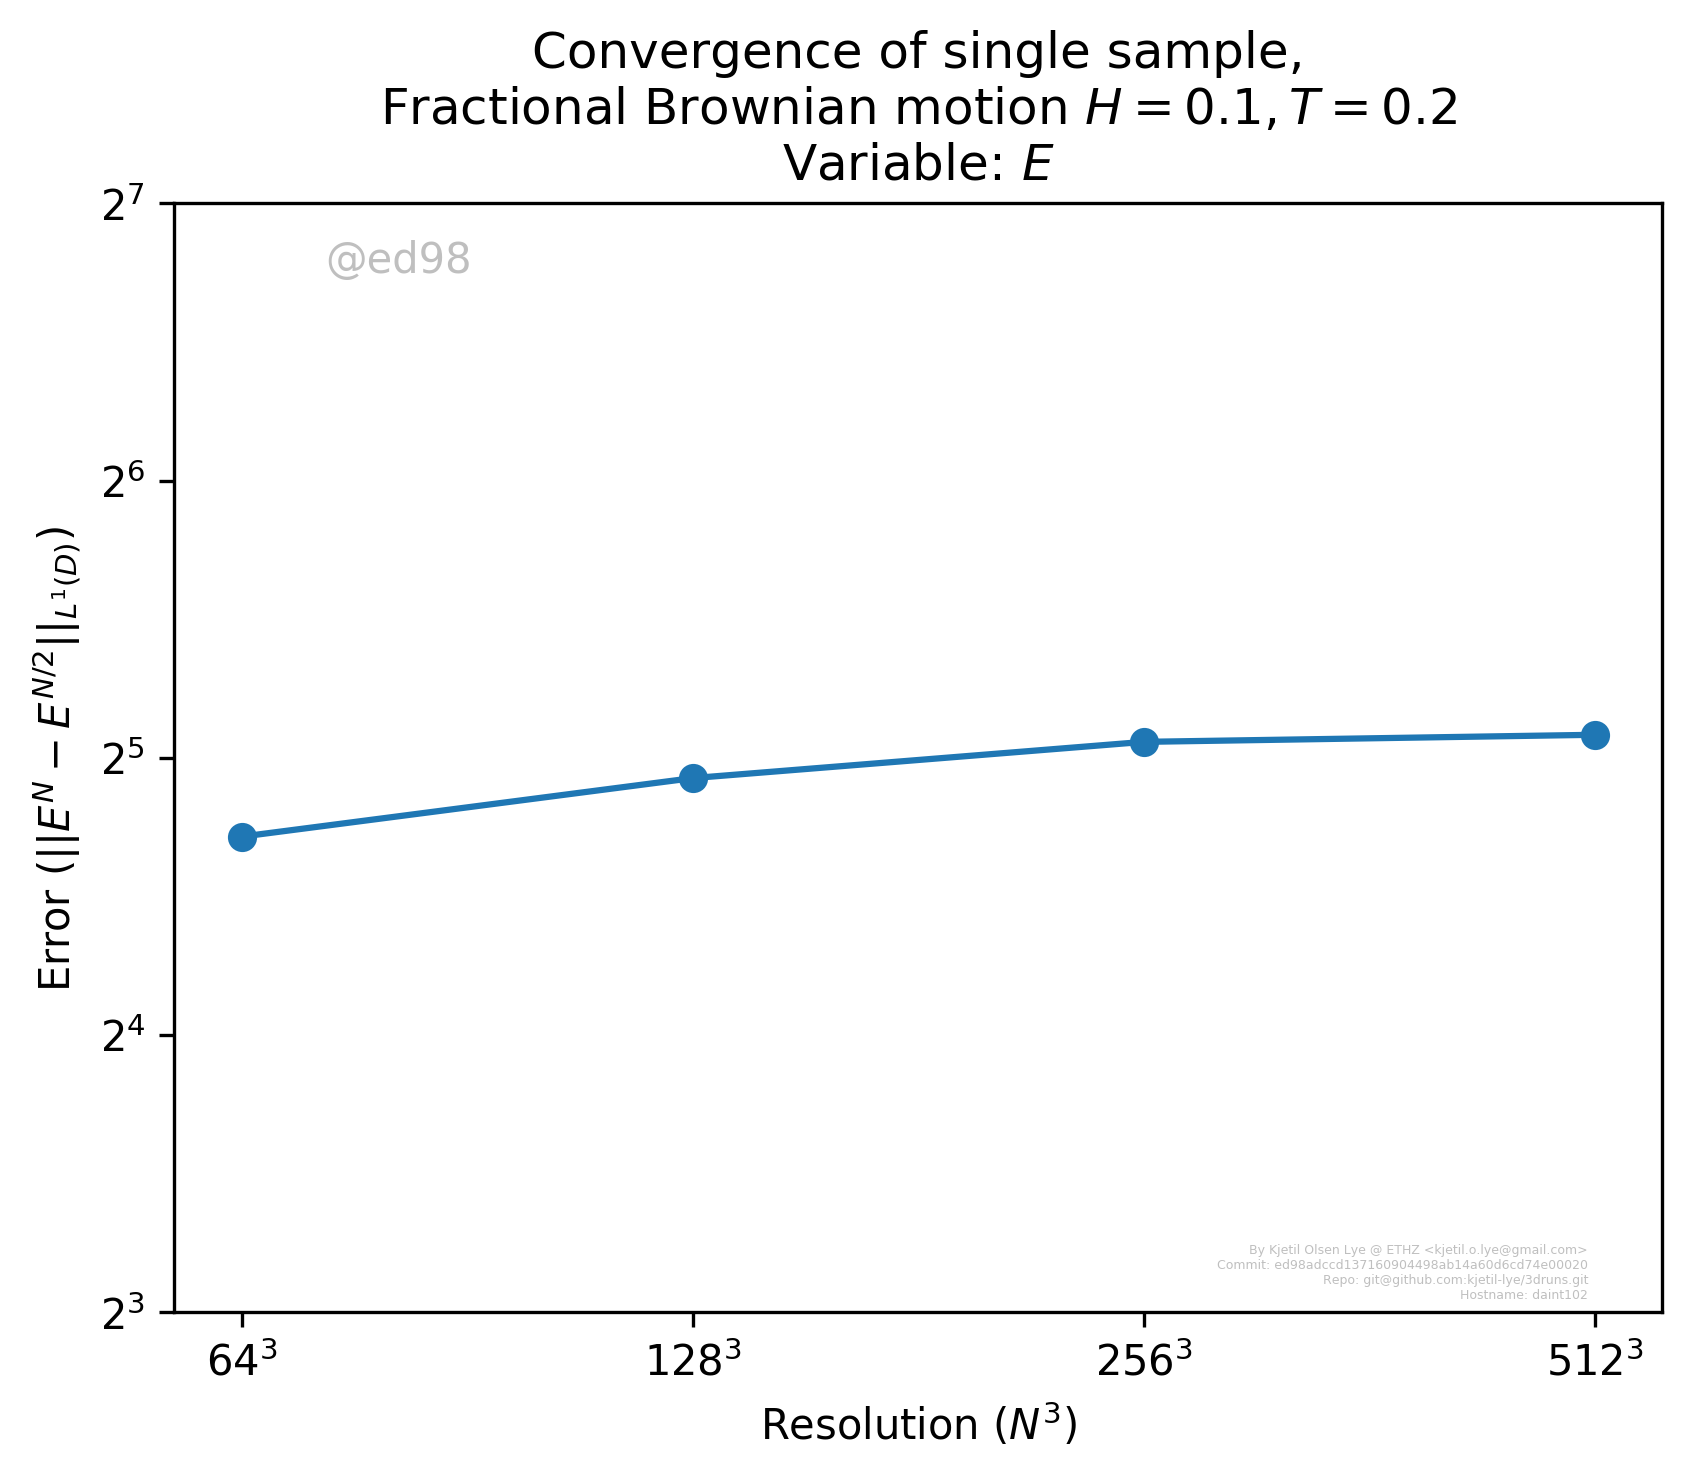 Convergence of single sample,
Fractional Brownian motion H = 0.1, T = 0.2
Variable: E
@ed98
2^7
2^6
2^5
2^4
2^3
Error (||E^N − E^{N/2}||_{L^1(D)})
64^3 128^3 256^3 512^3
Resolution (N^3)
By Kjetil Olsen Lye @ ETHZ <kjetil.o.lye@gmail.com>
Commit: ed98adccd137160904498ab14a60d6cd74e00020
Repo: git@github.com:kjetil-lye/3druns.git
Hostname: daint102